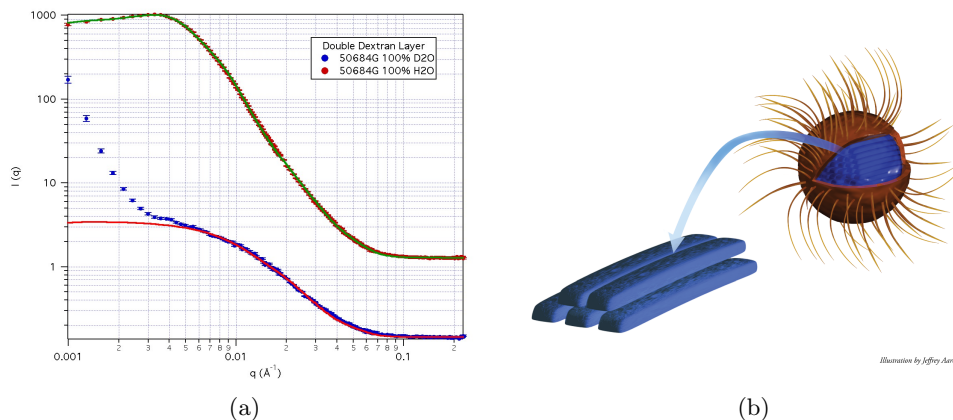 1000
100
10
1
I (q)
Double Dextran Layer
50684G 100% D2O
50684G 100% H2O
0.001 2 3 4 5 6 7 8 9 0.01 2 3 4 5 6 7 8 9 0.1 2
q (Å⁻¹)
Illustration by Jeffrey Aar
(a) (b)